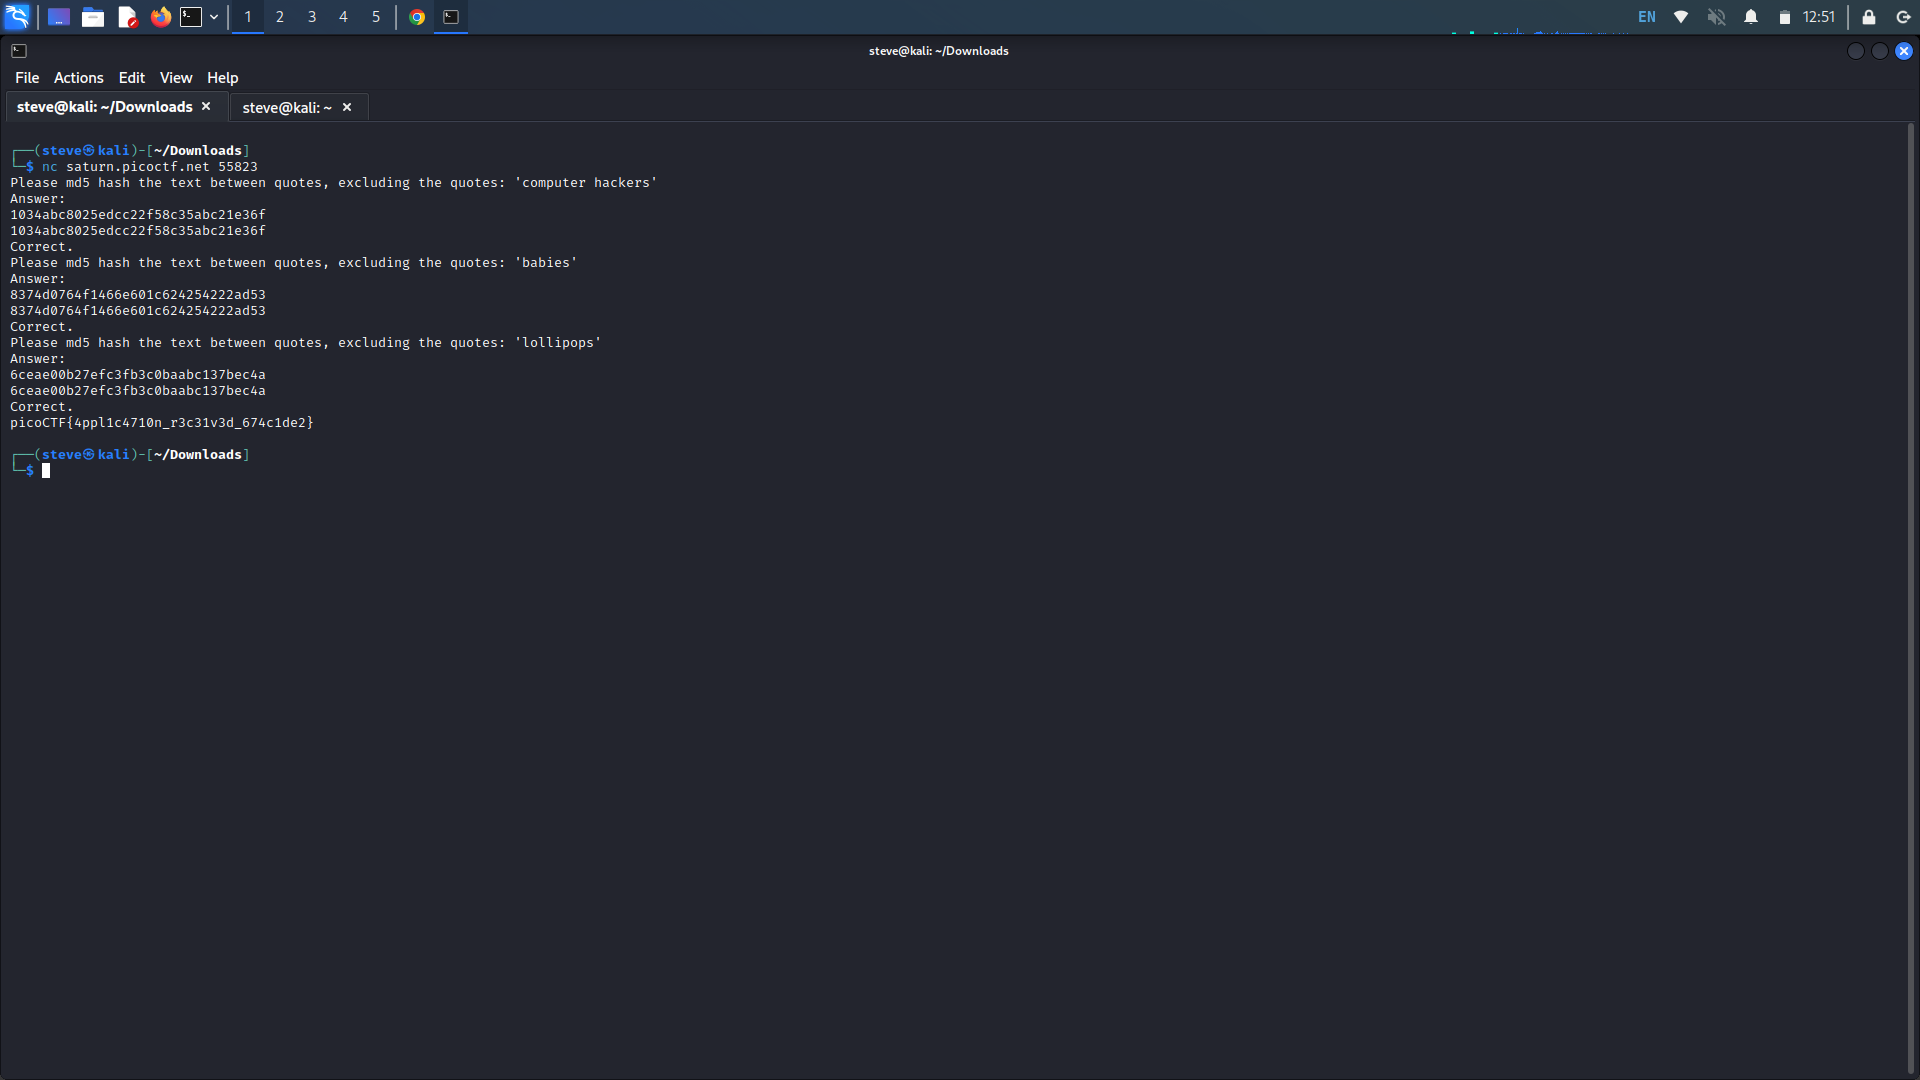 1 2 3 4 5 EN 12:51
steve@kali: ~/Downloads
File Actions Edit View Help
steve@kali: ~/Downloads × steve@kali: ~ ×
┌──(steve㉿kali)-[~/Downloads]
└─$ nc saturn.picoctf.net 55823
Please md5 hash the text between quotes, excluding the quotes: 'computer hackers'
Answer:
1034abc8025edcc22f58c35abc21e36f
1034abc8025edcc22f58c35abc21e36f
Correct.
Please md5 hash the text between quotes, excluding the quotes: 'babies'
Answer:
8374d0764f1466e601c624254222ad53
8374d0764f1466e601c624254222ad53
Correct.
Please md5 hash the text between quotes, excluding the quotes: 'lollipops'
Answer:
6ceae00b27efc3fb3c0baabc137bec4a
6ceae00b27efc3fb3c0baabc137bec4a
Correct.
picoCTF{4ppl1c4710n_r3c31v3d_674c1de2}
┌──(steve㉿kali)-[~/Downloads]
└─$